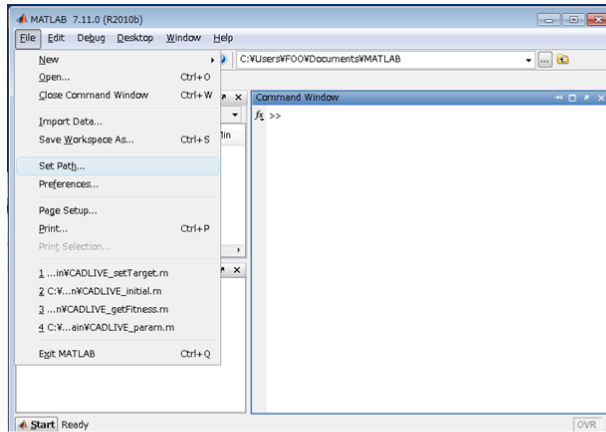 MATLAB 7.11.0 (R2010b)
File Edit Debug Desktop Window Help
New C:¥Users¥FOO¥Documents¥MATLAB
Open... Ctrl+O
Close Command Window Ctrl+W Command Window
Import Data... fx >>
Save Workspace As... Ctrl+S
Set Path...
Preferences...
Page Setup...
Print... Ctrl+P
Print Selection...
1 ...in¥CADLIVE_setTarget.m
2 C:¥...n¥CADLIVE_initial.m
3 ...n¥CADLIVE_getFitness.m
4 C:¥...ain¥CADLIVE_param.m
Exit MATLAB Ctrl+Q
Start Ready OVR